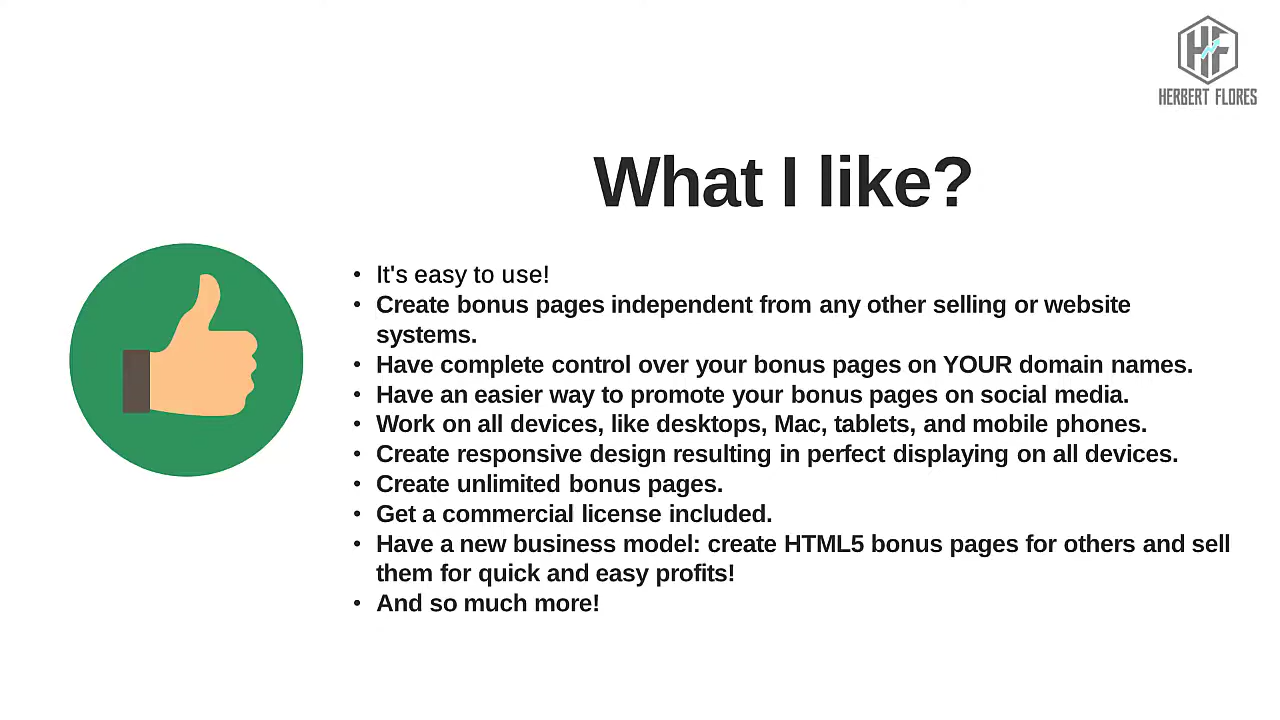 HERBERT FLORES
What I like?
• It's easy to use!
• Create bonus pages independent from any other selling or website
systems.
• Have complete control over your bonus pages on YOUR domain names.
• Have an easier way to promote your bonus pages on social media.
• Work on all devices, like desktops, Mac, tablets, and mobile phones.
• Create responsive design resulting in perfect displaying on all devices.
• Create unlimited bonus pages.
• Get a commercial license included.
• Have a new business model: create HTML5 bonus pages for others and sell
them for quick and easy profits!
• And so much more!